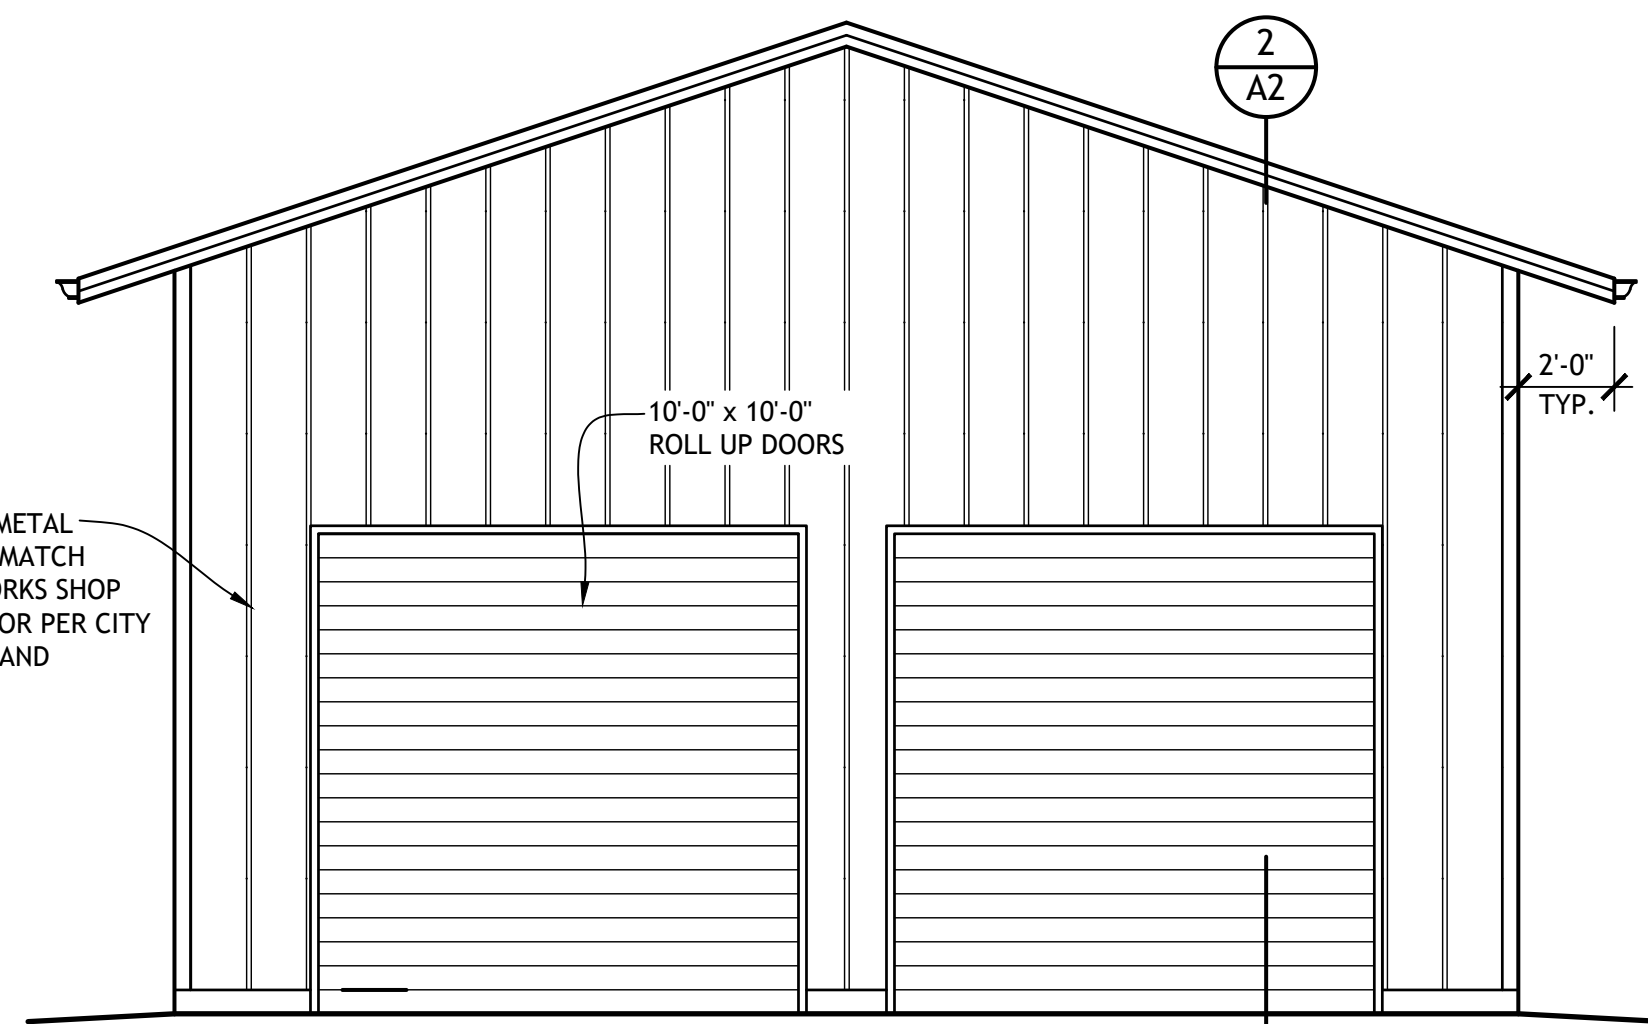 2
A2
2'-0"
TYP.
10'-0" x 10'-0"
ROLL UP DOORS
METAL
MATCH
RKS SHOP
OR PER CITY
AND